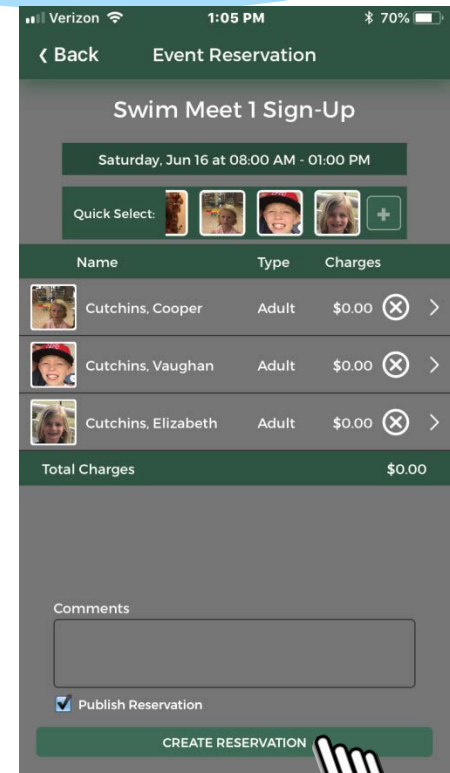 Verizon 1:05 PM 70%
Back Event Reservation
Swim Meet 1 Sign-Up
Saturday, Jun 16 at 08:00 AM - 01:00 PM
Quick Select: +
Name Type Charges
Cutchins, Cooper Adult $0.00
Cutchins, Vaughan Adult $0.00
Cutchins, Elizabeth Adult $0.00
Total Charges $0.00
Comments
Publish Reservation
CREATE RESERVATION